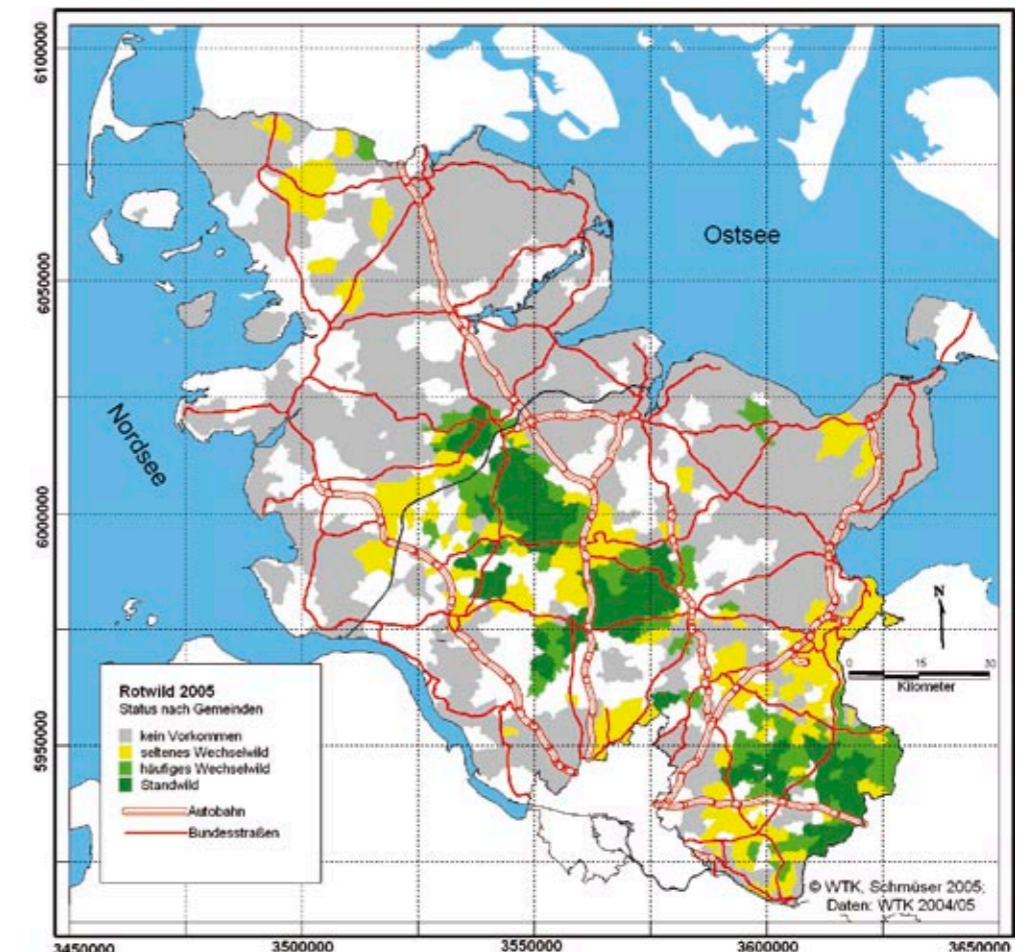 6100000
6050000
6000000
5950000
Ostsee
Nordsee
N
0 15 30
Kilometer
Rotwild 2005
Status nach Gemeinden
kein Vorkommen
seltenes Wechselwild
häufiges Wechselwild
Standwild
Autobahn
Bundesstraßen
© WTK, Schmüser 2005;
Daten: WTK 2004/05
3450000 3500000 3550000 3600000 3650000